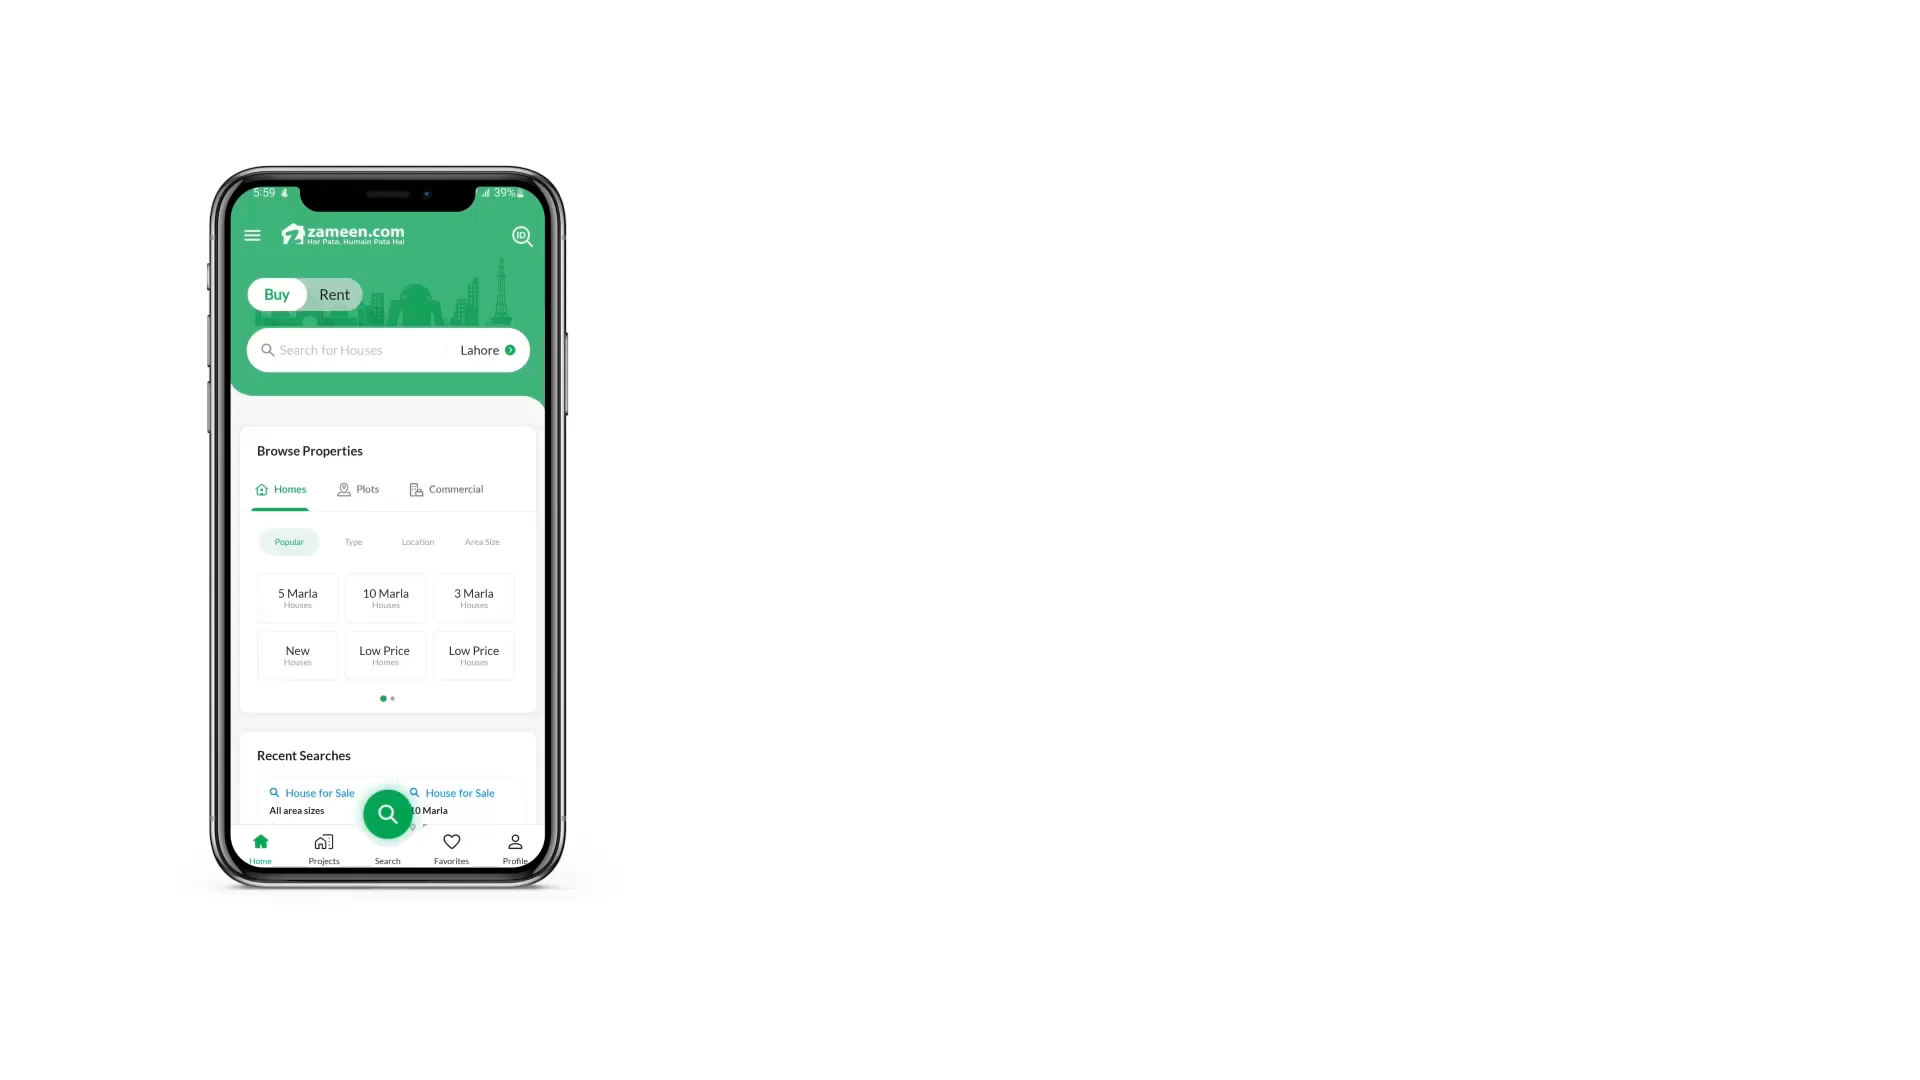 5:59 39%
zameen.com
Har Pata, Humain Pata Hai
ID
Buy Rent
Search for Houses Lahore
Browse Properties
Homes Plots Commercial
Popular Type Location Area Size
5 Marla 10 Marla 3 Marla
Houses Houses Houses
New Low Price Low Price
Houses Homes Houses
Recent Searches
House for Sale House for Sale
All area sizes 10 Marla
Home Projects Search Favorites Profile